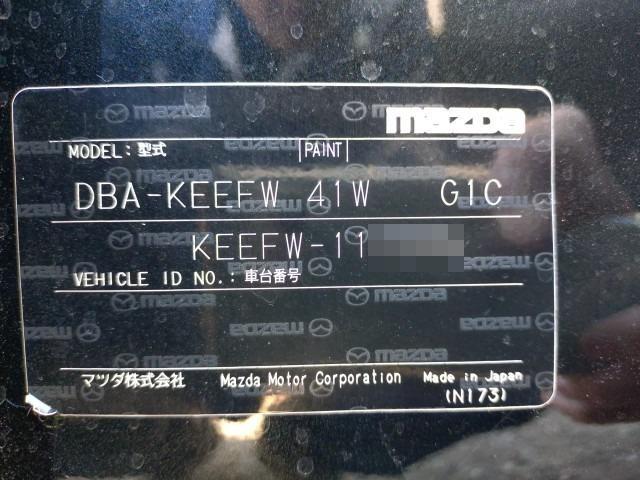 mazda
MODEL: 型式 PAINT
DBA-KEEFW 41W G1C
KEEFW-11
VEHICLE ID NO.: 車台番号
マツダ株式会社 Mazda Motor Corporation Made in Japan
(N173)